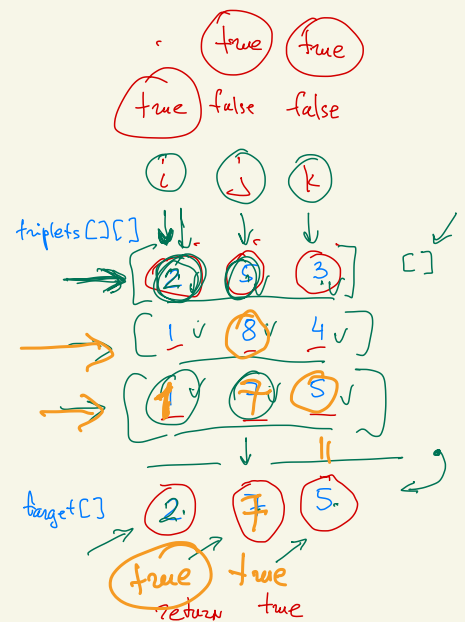 true true
true false false
i j k
triplets[][]
2 5 3
[]
1 8 4
1 7 5
target[] 2 7 5
true true
return true